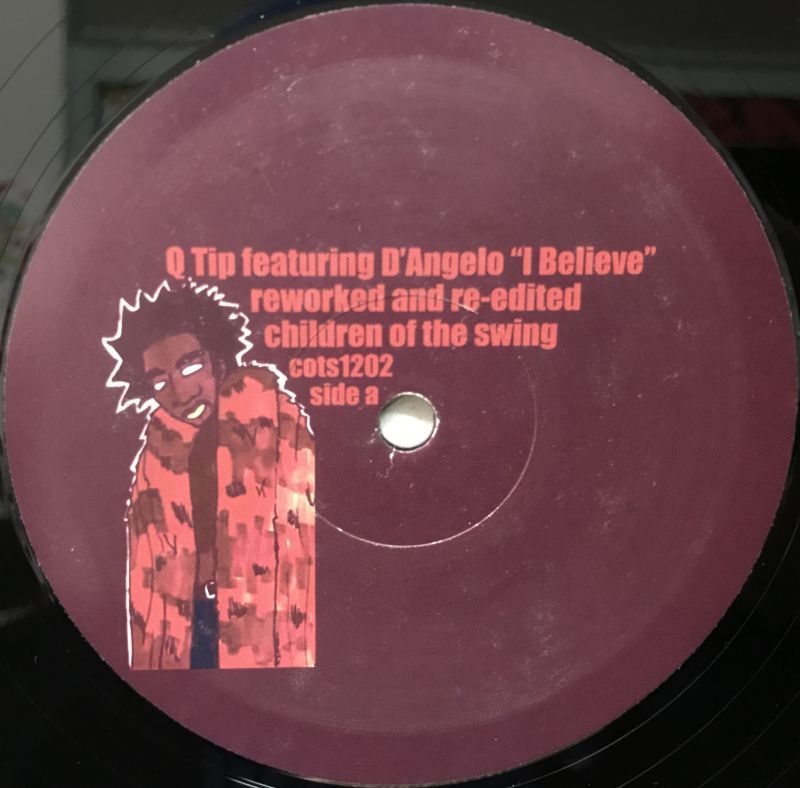 Q Tip featuring D'Angelo “I Believe”
reworked and re-edited
children of the swing
cots1202
side a